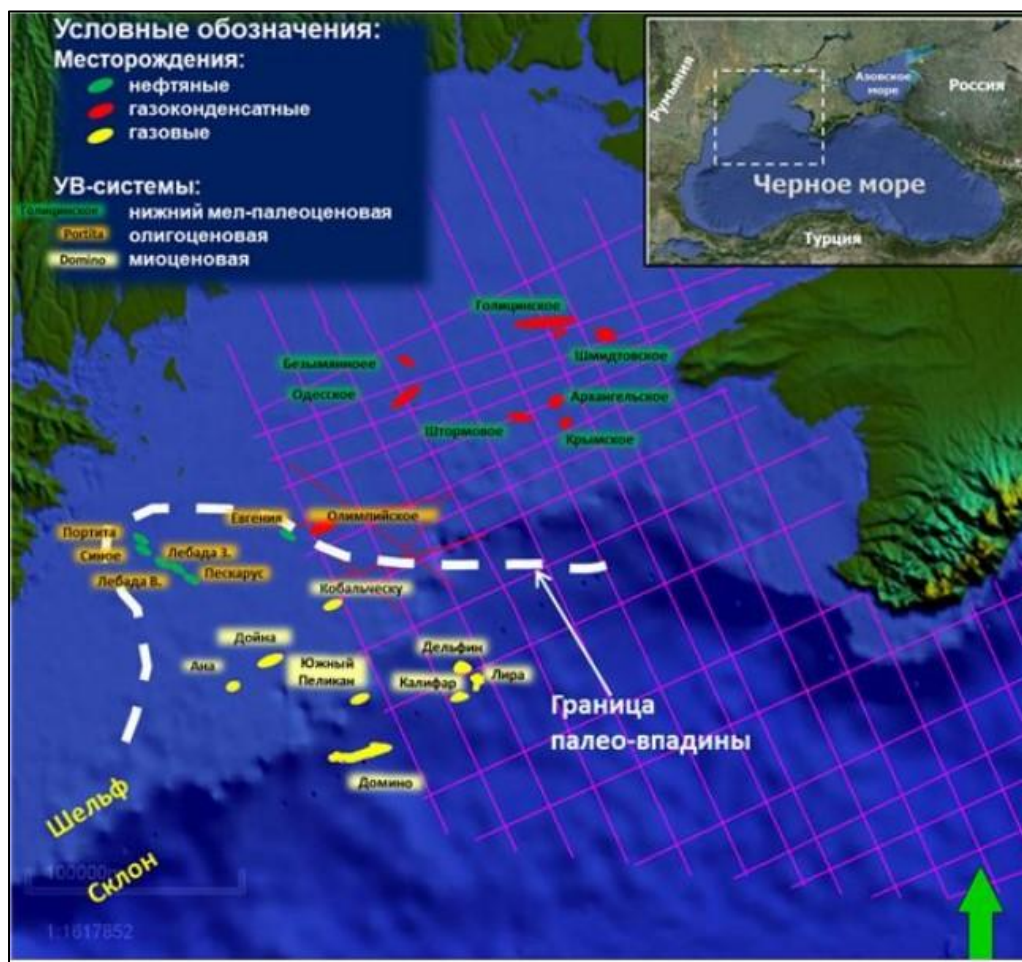 Условные обозначения:
Месторождения
нефтяные
газоконденсатные
газовые
УВ-системы:
Голицинское
нижний мел-палеоценовая
Portita
олигоценовая
Domino
миоценовая
Румыния
Азовское
море
Россия
Черное море
Турция
Голицинское
Шмидтовское
Безымянноее
Одесское
Архангельское
Штормовое
Крымское
Евгения
Олимпийское
Портита
Синое
Лебада З.
Лебада В.
Пескарус
Кобальческу
Дойна
Ана
Южный
Пеликан
Дельфин
Калифар
Лира
Домино
Граница
палео-впадины
Шельф
Склон
1:1617852